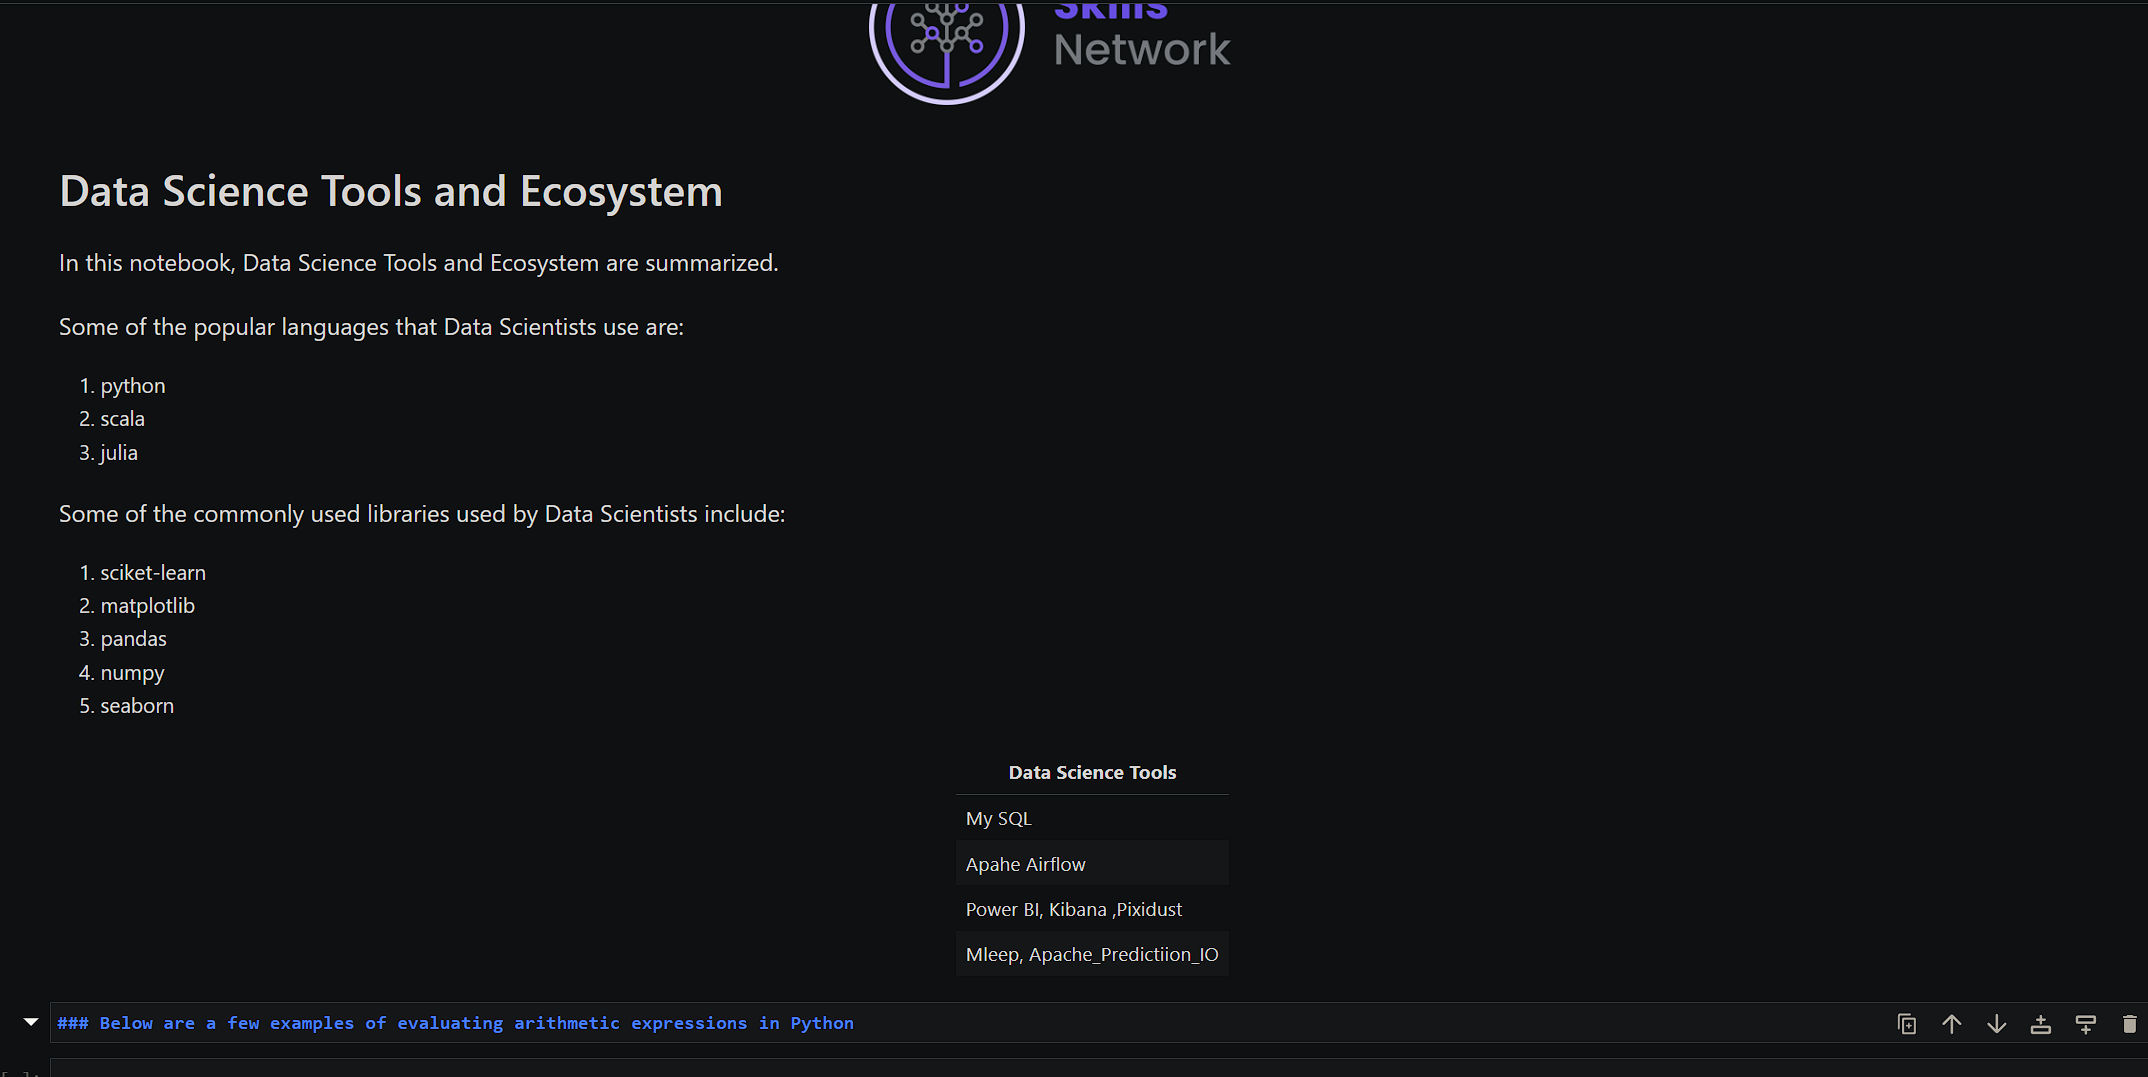 Skills
Network
Data Science Tools and Ecosystem
In this notebook, Data Science Tools and Ecosystem are summarized.
Some of the popular languages that Data Scientists use are:
1. python
2. scala
3. julia
Some of the commonly used libraries used by Data Scientists include:
1. sciket-learn
2. matplotlib
3. pandas
4. numpy
5. seaborn
Data Science Tools
My SQL
Apahe Airflow
Power BI, Kibana ,Pixidust
Mleep, Apache_Predictiion_IO
### Below are a few examples of evaluating arithmetic expressions in Python